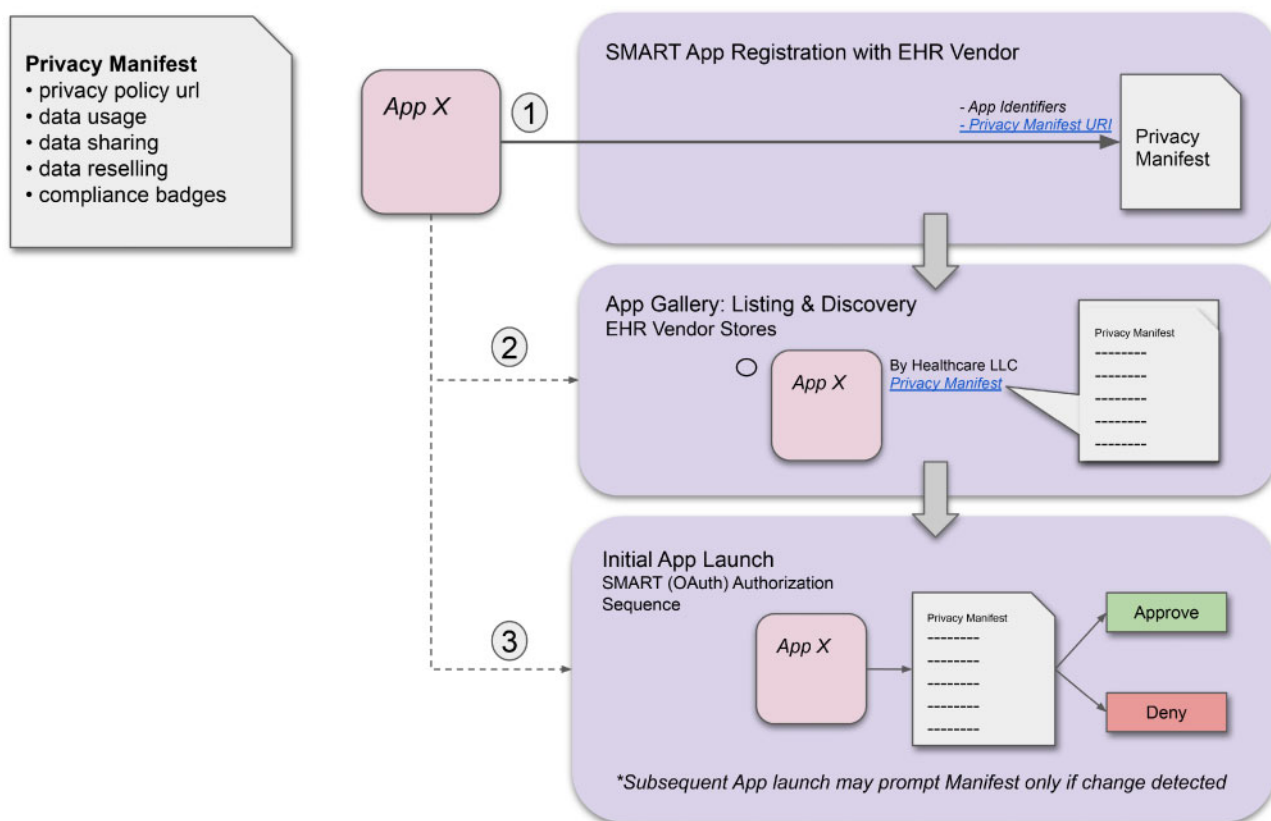 Privacy Manifest
• privacy policy url
• data usage
• data sharing
• data reselling
• compliance badges
App X
1
SMART App Registration with EHR Vendor
- App Identifiers
- Privacy Manifest URI
Privacy
Manifest
2
App Gallery: Listing & Discovery
EHR Vendor Stores
App X
By Healthcare LLC
Privacy Manifest
Privacy Manifest
--------
--------
--------
--------
--------
3
Initial App Launch
SMART (OAuth) Authorization
Sequence
App X
Privacy Manifest
--------
--------
--------
--------
--------
Approve
Deny
*Subsequent App launch may prompt Manifest only if change detected